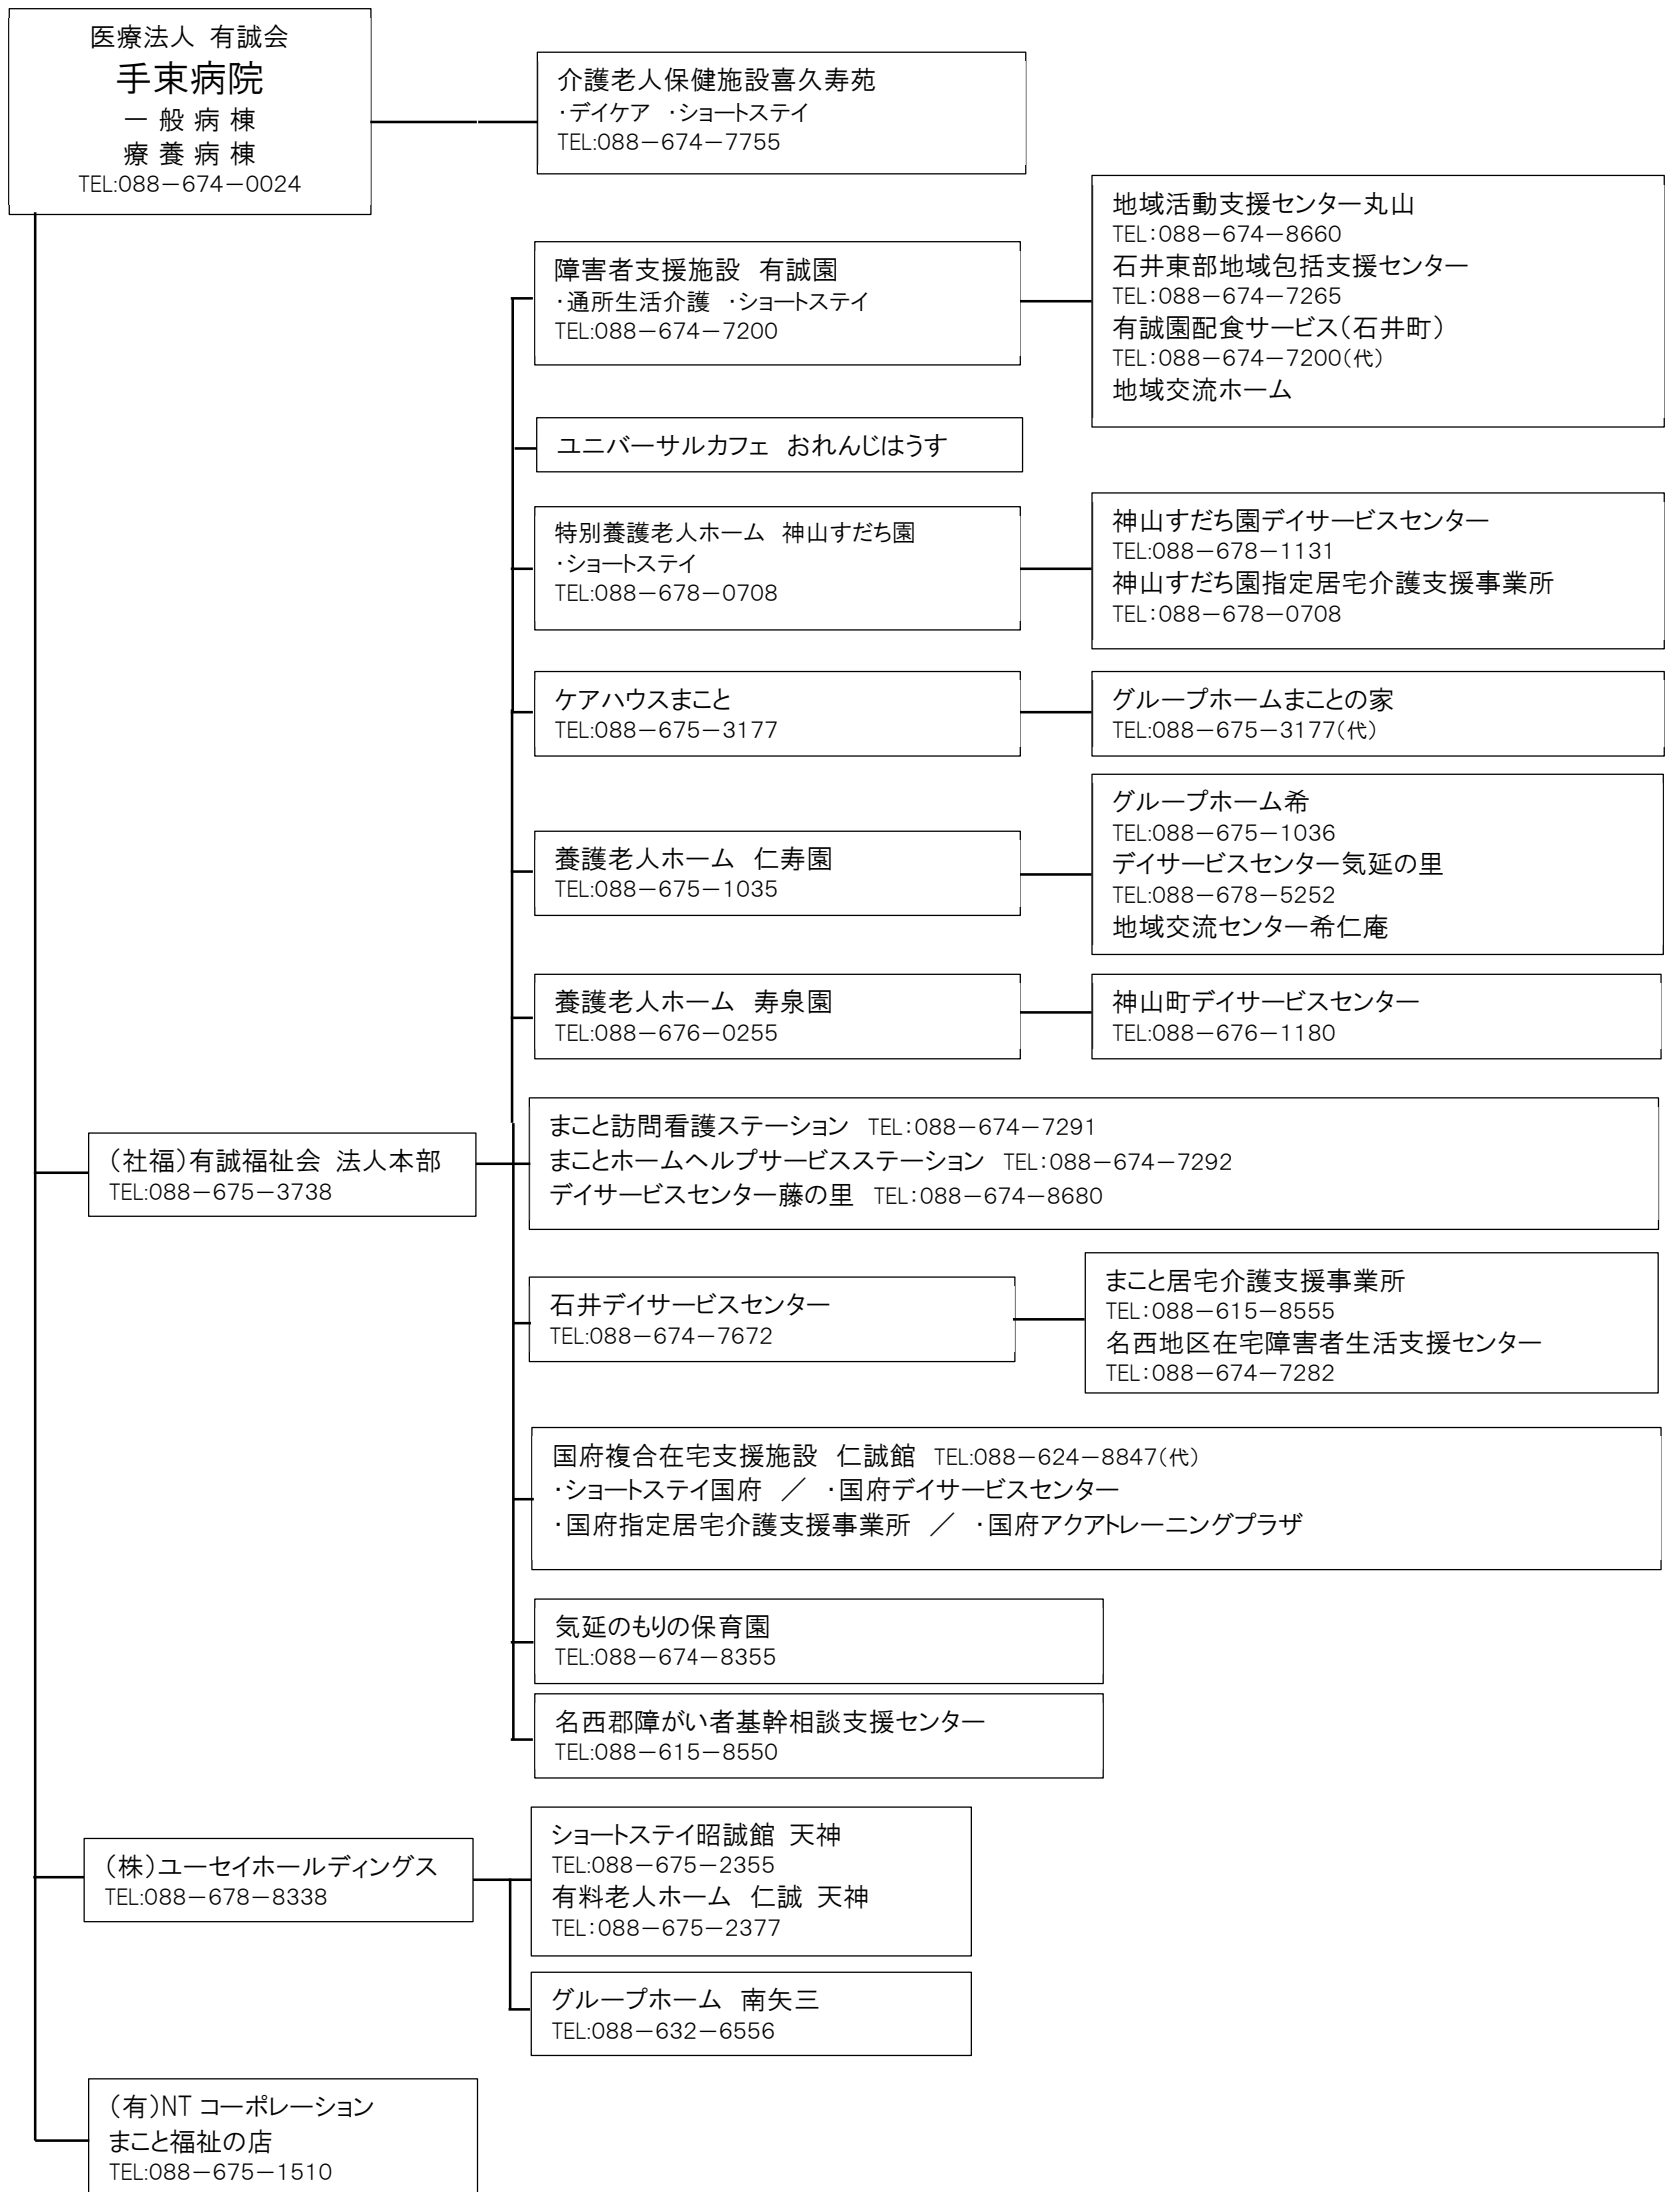 医療法人 有誠会
手束病院
一 般 病 棟
療 養 病 棟
TEL:088－674－0024
介護老人保健施設喜久寿苑
・デイケア　・ショートステイ
TEL:088－674－7755
障害者支援施設　有誠園
・通所生活介護　・ショートステイ
TEL:088－674－7200
地域活動支援センター丸山
TEL：088－674－8660
石井東部地域包括支援センター
TEL：088－674－7265
有誠園配食サービス（石井町）
TEL：088－674－7200（代）
地域交流ホーム
ユニバーサルカフェ　おれんじはうす
特別養護老人ホーム　神山すだち園
・ショートステイ
TEL:088－678－0708
神山すだち園デイサービスセンター
TEL:088－678－1131
神山すだち園指定居宅介護支援事業所
TEL：088－678－0708
ケアハウスまこと
TEL:088－675－3177
グループホームまことの家
TEL:088－675－3177（代）
養護老人ホーム　仁寿園
TEL:088－675－1035
グループホーム希
TEL:088－675－1036
デイサービスセンター気延の里
TEL:088－678－5252
地域交流センター希仁庵
養護老人ホーム　寿泉園
TEL:088－676－0255
神山町デイサービスセンター
TEL:088－676－1180
（社福）有誠福祉会 法人本部
TEL:088－675－3738
まこと訪問看護ステーション　TEL：088－674－7291
まことホームヘルプサービスステーション　TEL：088－674－7292
デイサービスセンター藤の里　TEL：088－674－8680
石井デイサービスセンター
TEL:088－674－7672
まこと居宅介護支援事業所
TEL：088－615－8555
名西地区在宅障害者生活支援センター
TEL：088－674－7282
国府複合在宅支援施設　仁誠館　TEL:088－624－8847（代）
・ショートステイ国府　／　・国府デイサービスセンター
・国府指定居宅介護支援事業所　／　・国府アクアトレーニングプラザ
気延のもりの保育園
TEL:088－674－8355
名西郡障がい者基幹相談支援センター
TEL:088－615－8550
（株）ユーセイホールディングス
TEL:088－678－8338
ショートステイ昭誠館 天神
TEL:088－675－2355
有料老人ホーム　仁誠 天神
TEL：088－675－2377
グループホーム　南矢三
TEL:088－632－6556
（有）NT コーポレーション
まこと福祉の店
TEL:088－675－1510